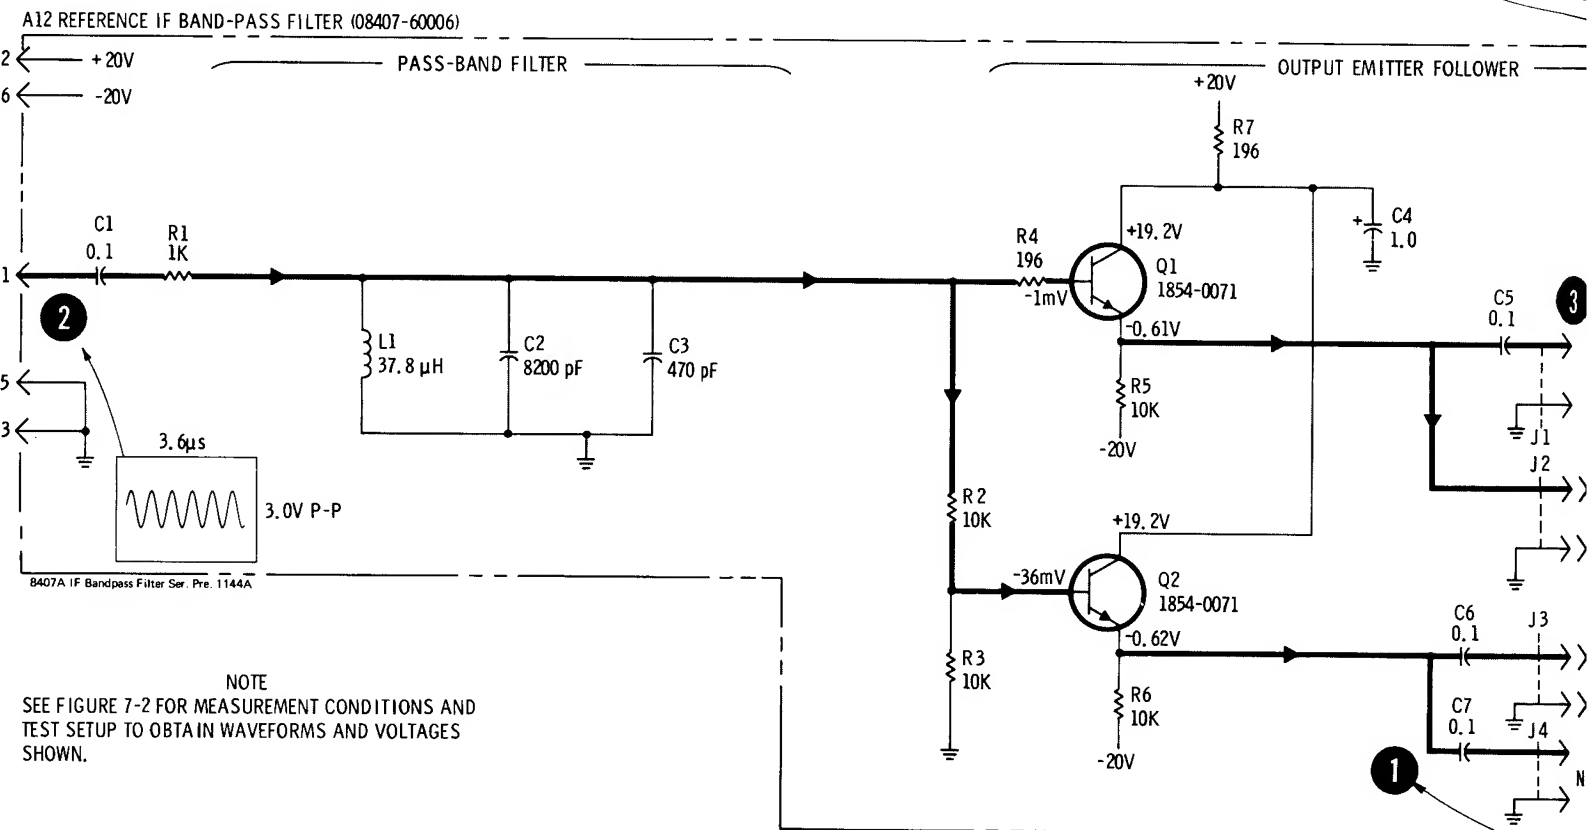 A12 REFERENCE IF BAND-PASS FILTER (08407-60006)
2 +20V
6 -20V
PASS-BAND FILTER
OUTPUT EMITTER FOLLOWER
+20V
R7
196
C4
1.0
+
+19.2V
Q1
1854-0071
R4
196
-1mV
-0.61V
C1
0.1
R1
1K
1
2
L1
37.8 µH
C2
8200 pF
C3
470 pF
5
3
3.6µs
3.0V P-P
8407A IF Bandpass Filter Ser. Pre. 1144A
R5
10K
-20V
C5
0.1
3
J1
J2
R2
10K
+19.2V
-36mV
Q2
1854-0071
-0.62V
R3
10K
R6
10K
-20V
C6
0.1
J3
C7
0.1
J4
1
N
NOTE
SEE FIGURE 7-2 FOR MEASUREMENT CONDITIONS AND
TEST SETUP TO OBTAIN WAVEFORMS AND VOLTAGES
SHOWN.